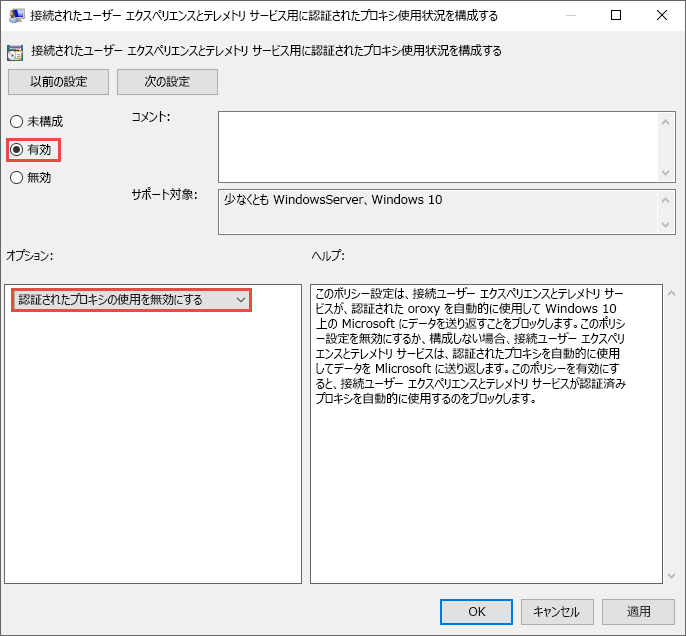 接続されたユーザー エクスペリエンスとテレメトリ サービス用に認証されたプロキシ使用状況を構成する
接続されたユーザー エクスペリエンスとテレメトリ サービス用に認証されたプロキシ使用状況を構成する
以前の設定
次の設定
未構成
有効
無効
コメント:
サポート対象:
少なくとも WindowsServer、Windows 10
オプション:
ヘルプ:
認証されたプロキシの使用を無効にする
このポリシー設定は、接続ユーザー エクスペリエンスとテレメトリ サー
ビスが、認証された oroxy を自動的に使用して Windows 10
上の Microsoft にデータを送り返すことをブロックします。このポリシ
ー設定を無効にするか、構成しない場合、接続ユーザー エクスペリ
エンスとテレメトリ サービスは、認証されたプロキシを自動的に使用
してデータを Mlicrosoft に送り返します。このポリシーを有効にす
ると、接続ユーザー エクスペリエンスとテレメトリ サービスが認証済み
プロキシを自動的に使用するのをブロックします。
OK
キャンセル
適用